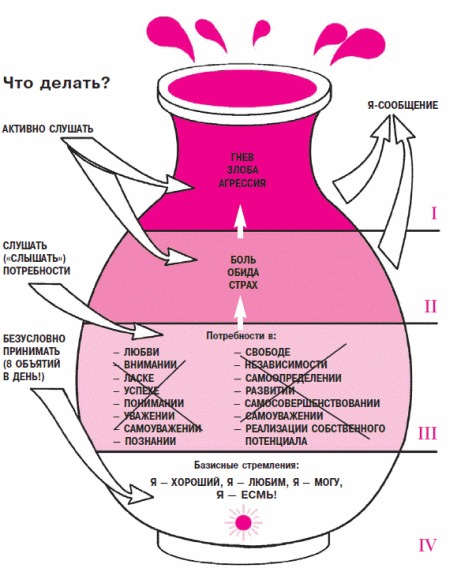 Что делать?
АКТИВНО СЛУШАТЬ
Я-СООБЩЕНИЕ
ГНЕВ
ЗЛОБА
АГРЕССИЯ
I
СЛУШАТЬ
(«СЛЫШАТЬ»)
ПОТРЕБНОСТИ
БОЛЬ
ОБИДА
СТРАХ
II
БЕЗУСЛОВНО
ПРИНИМАТЬ
(8 ОБЪЯТИЙ
В ДЕНЬ!)
Потребности в:
– ЛЮБВИ
– ВНИМАНИИ
– ЛАСКЕ
– УСПЕХЕ
– ПОНИМАНИИ
– УВАЖЕНИИ
– САМОУВАЖЕНИИ
– ПОЗНАНИИ
– СВОБОДЕ
– НЕЗАВИСИМОСТИ
– САМООПРЕДЕЛЕНИИ
– РАЗВИТИИ
– САМОСОВЕРШЕНСТВОВАНИИ
– САМОУВАЖЕНИИ
– РЕАЛИЗАЦИИ СОБСТВЕННОГО
ПОТЕНЦИАЛА
III
Базисные стремления:
Я – ХОРОШИЙ, Я – ЛЮБИМ, Я – МОГУ,
Я – ЕСМЬ!
IV